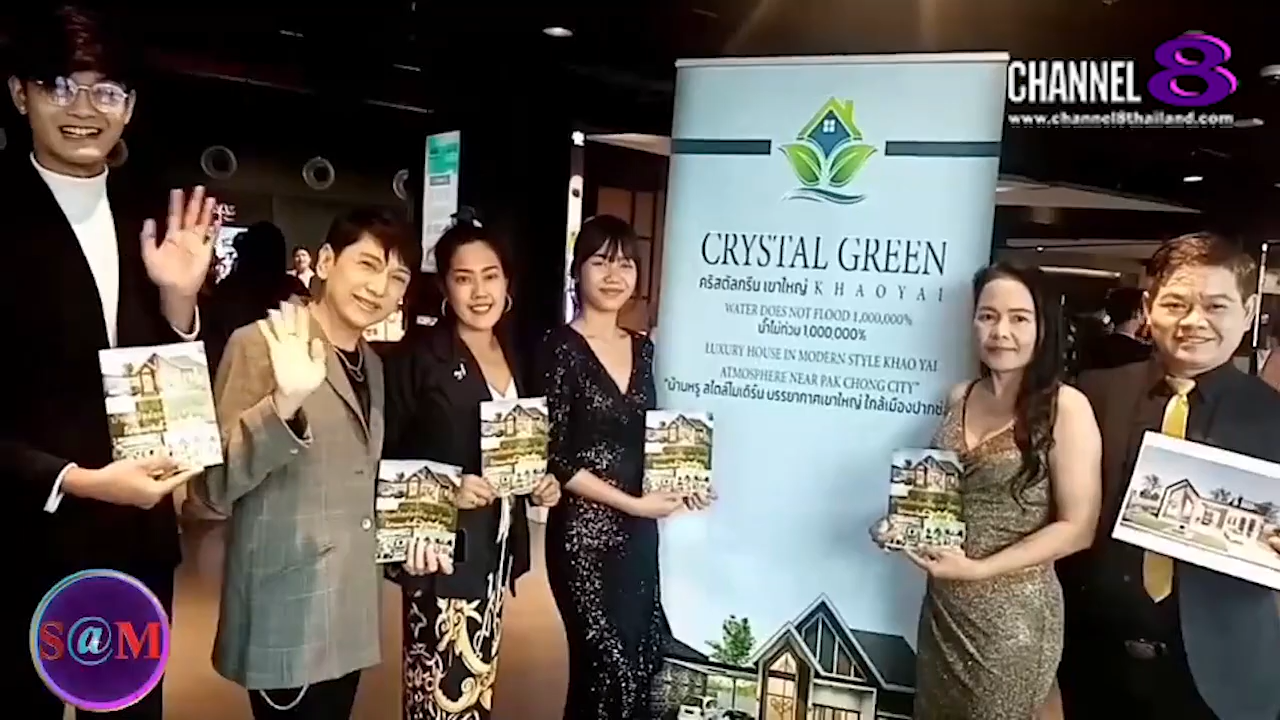 CHANNEL 8
www.channel8thailand.com
CRYSTAL GREEN
คริสตัลกรีน เขาใหญ่ KHAOYAI
WATER DOES NOT FLOOD 1,000,000%
น้ำไม่ท่วม 1,000,000%
LUXURY HOUSE IN MODERN STYLE KHAO YAI
ATMOSPHERE NEAR PAK CHONG CITY"
"บ้านหรู สไตล์โมเดิร์น บรรยากาศเขาใหญ่ ใกล้เมืองปากช่
S@M